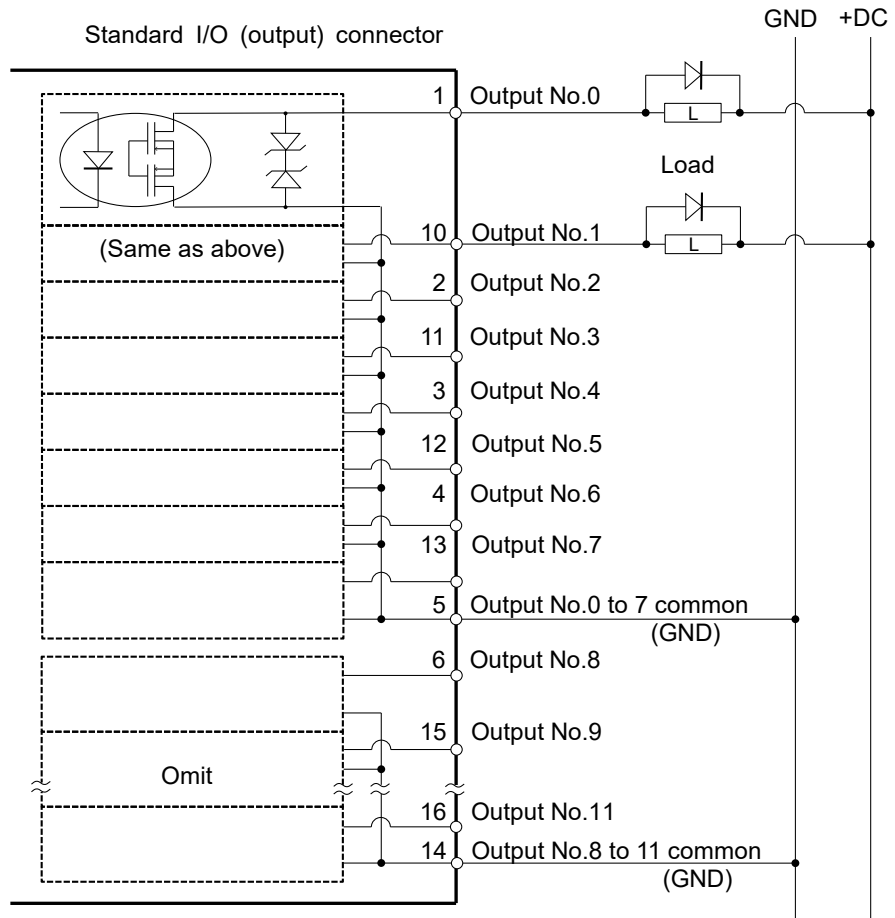 GND +DC
Standard I/O (output) connector
1 Output No.0
L
Load
10 Output No.1
L
(Same as above)
2 Output No.2
11 Output No.3
3 Output No.4
12 Output No.5
4 Output No.6
13 Output No.7
5 Output No.0 to 7 common
(GND)
6 Output No.8
15 Output No.9
Omit
16 Output No.11
14 Output No.8 to 11 common
(GND)